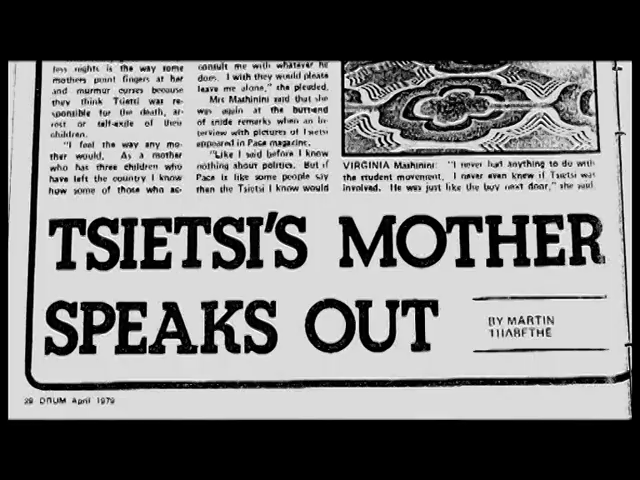 less nights is the way some
mothers point fingers at her
and murmur curses because
they think Tsietsi was re-
sponsible for the death, ar-
rest or self-exile of their
children.
"I feel the way any mo-
ther would. As a mother
who has three children who
have left the country I know
how some of those who ac-
consult me with whatever he
does. I wish they would please
leave me alone," she pleaded.
Mrs Mashinini said that she
was again at the butt-end
of snide remarks when an in-
terview with pictures of Tsietsi
appeared in Pace magazine.
"Like I said before I know
nothing about politics. But if
Pace is like some people say
then the Tsietsi I know would
VIRGINIA Mashinini: "I never had anything to do with
the student movement. I never even knew if Tsietsi was
involved. He was just like the boy next door," she said.
TSIETSI'S MOTHER
SPEAKS OUT
BY MARTIN
THABETHE
28 DRUM April 1979